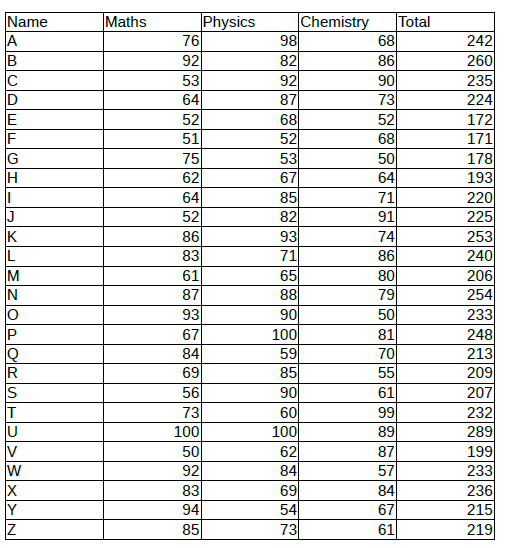 Name Maths Physics Chemistry Total
A 76 98 68 242
B 92 82 86 260
C 53 92 90 235
D 64 87 73 224
E 52 68 52 172
F 51 52 68 171
G 75 53 50 178
H 62 67 64 193
I 64 85 71 220
J 52 82 91 225
K 86 93 74 253
L 83 71 86 240
M 61 65 80 206
N 87 88 79 254
O 93 90 50 233
P 67 100 81 248
Q 84 59 70 213
R 69 85 55 209
S 56 90 61 207
T 73 60 99 232
U 100 100 89 289
V 50 62 87 199
W 92 84 57 233
X 83 69 84 236
Y 94 54 67 215
Z 85 73 61 219